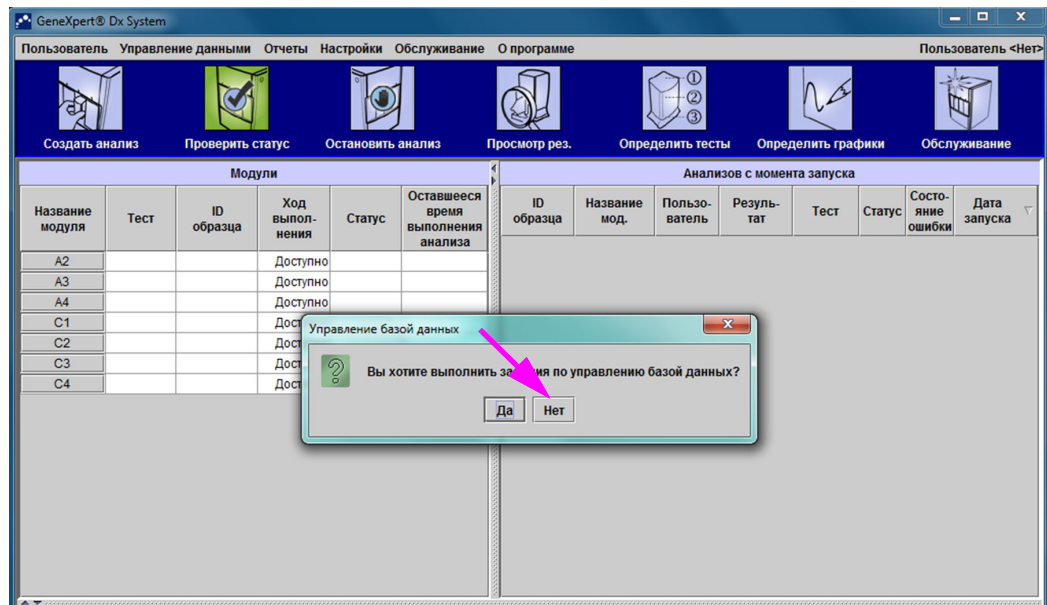 GeneXpert® Dx System
Пользователь Управление данными Отчеты Настройки Обслуживание О программе Пользователь <Нет>
Создать анализ Проверить статус Остановить анализ Просмотр рез. Определить тесты Определить графики Обслуживание
①
②
③
Модули
Название модуля
Тест
ID образца
Ход выпол-
нения
Статус
Оставшееся
время
выполнения
анализа
A2 Доступно
A3 Доступно
A4 Доступно
C1
C2
C3
C4
Анализов с момента запуска
ID образца
Название мод.
Пользо-
ватель
Резуль-
тат
Тест
Статус
Состо-
яние
ошибки
Дата
запуска
Управление базой данных
Вы хотите выполнить по управлению базой данных?
Да Нет